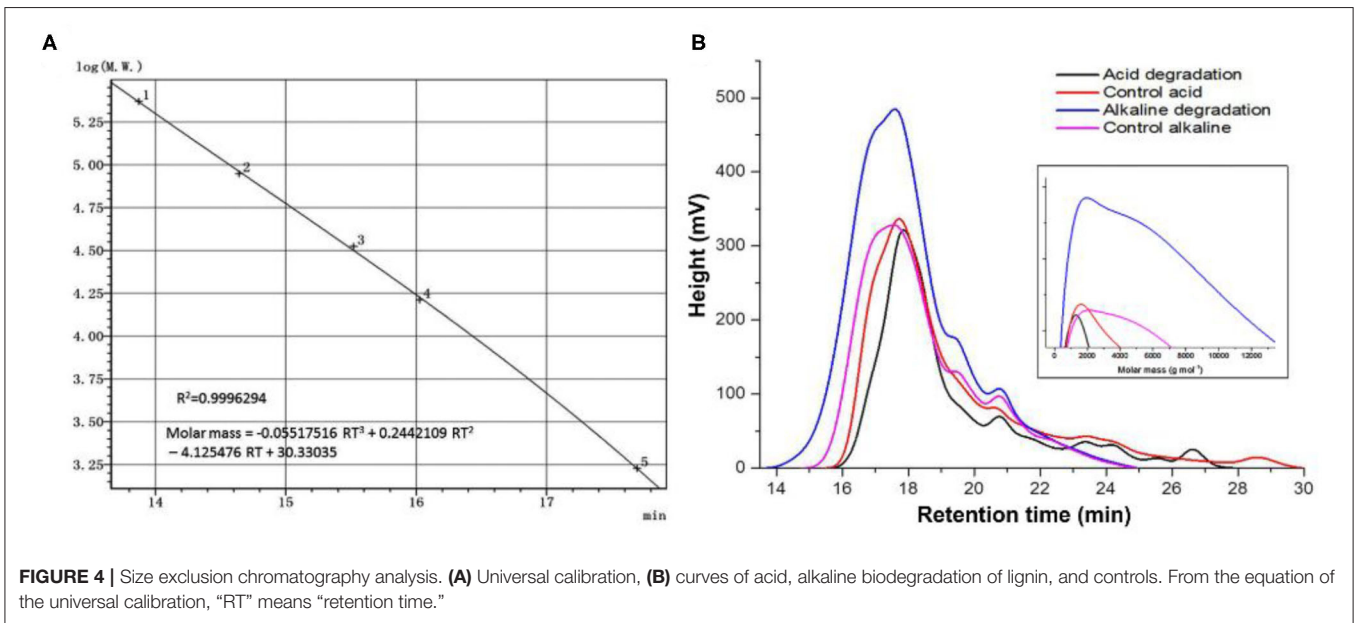 A
log(M.W.)
5.25
5.00
4.75
4.50
4.25
4.00
3.75
3.50
3.25
1
2
3
4
5
R²=0.9996294
Molar mass = -0.05517516 RT³ + 0.2442109 RT²
− 4.125476 RT + 30.33035
14 15 16 17
min
B
Height (mV)
500
400
300
200
100
0
Acid degradation
Control acid
Alkaline degradation
Control alkaline
0 2000 4000 6000 8000 10000 12000
Molar mass (g mol⁻¹)
14 16 18 20 22 24 26 28 30
Retention time (min)
FIGURE 4 | Size exclusion chromatography analysis. (A) Universal calibration, (B) curves of acid, alkaline biodegradation of lignin, and controls. From the equation of
the universal calibration, “RT” means “retention time.”